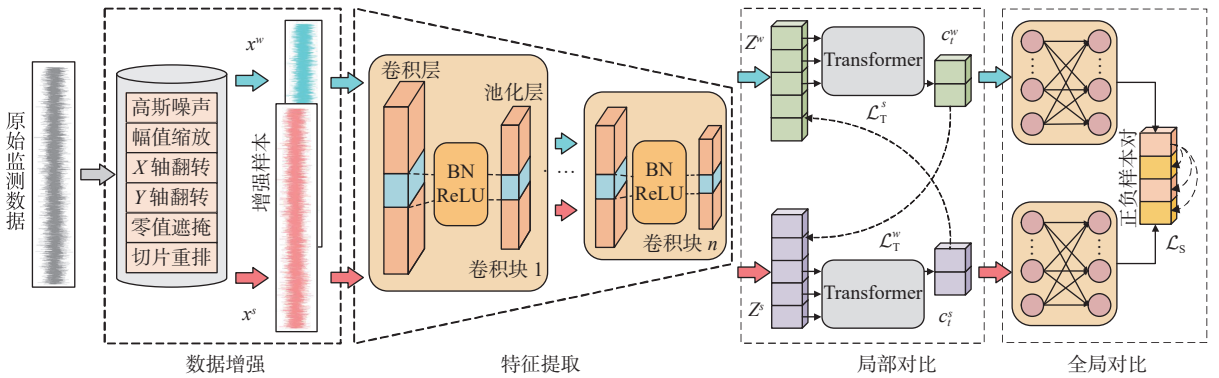 原始监测数据
高斯噪声
幅值缩放
X 轴翻转
Y 轴翻转
零值遮掩
切片重排
x^w
x^s
增强样本
数据增强
卷积层
池化层
BN
ReLU
卷积块 1
...
BN
ReLU
卷积块 n
特征提取
Z^w
Transformer
c_t^w
ℒ_T^s
ℒ_T^w
Z^s
Transformer
c_t^s
局部对比
正负样本对
ℒ_S
全局对比